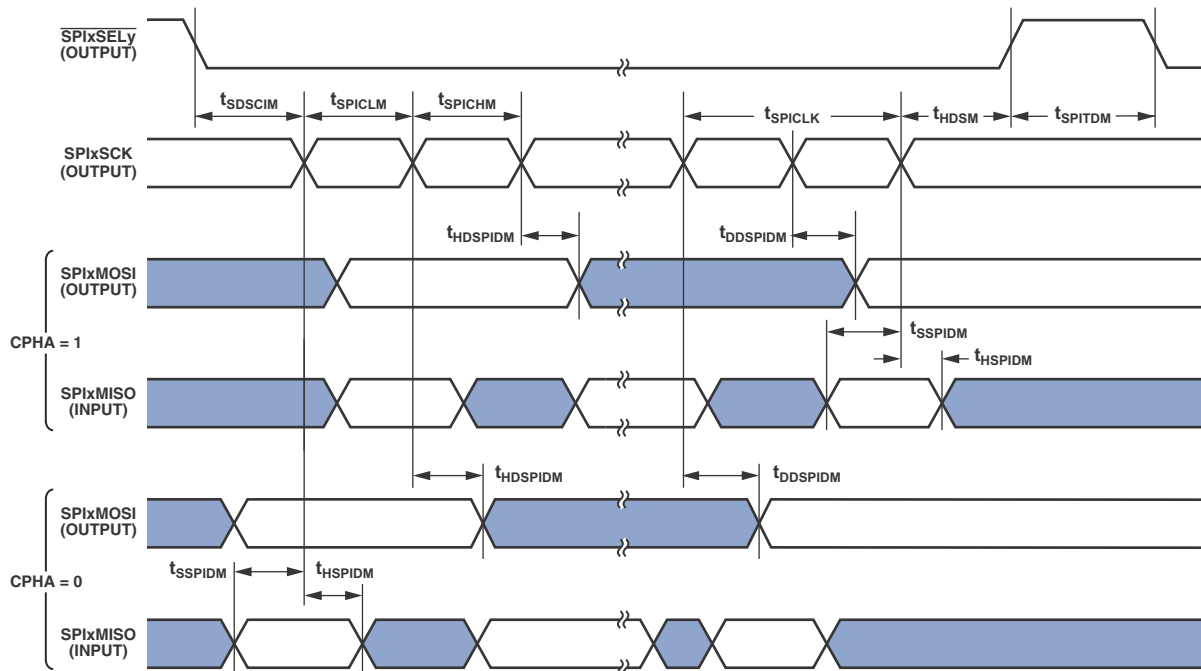 SPIxSELy
(OUTPUT)
tSDSCIM tSPICLM tSPICHM tSPICLK tHDSM tSPITDM
SPIxSCK
(OUTPUT)
tHDSPIDM tDDSPIDM
SPIxMOSI
(OUTPUT)
tSSPIDM
CPHA = 1
tHSPIDM
SPIxMISO
(INPUT)
tHDSPIDM tDDSPIDM
SPIxMOSI
(OUTPUT)
CPHA = 0
tSSPIDM tHSPIDM
SPIxMISO
(INPUT)